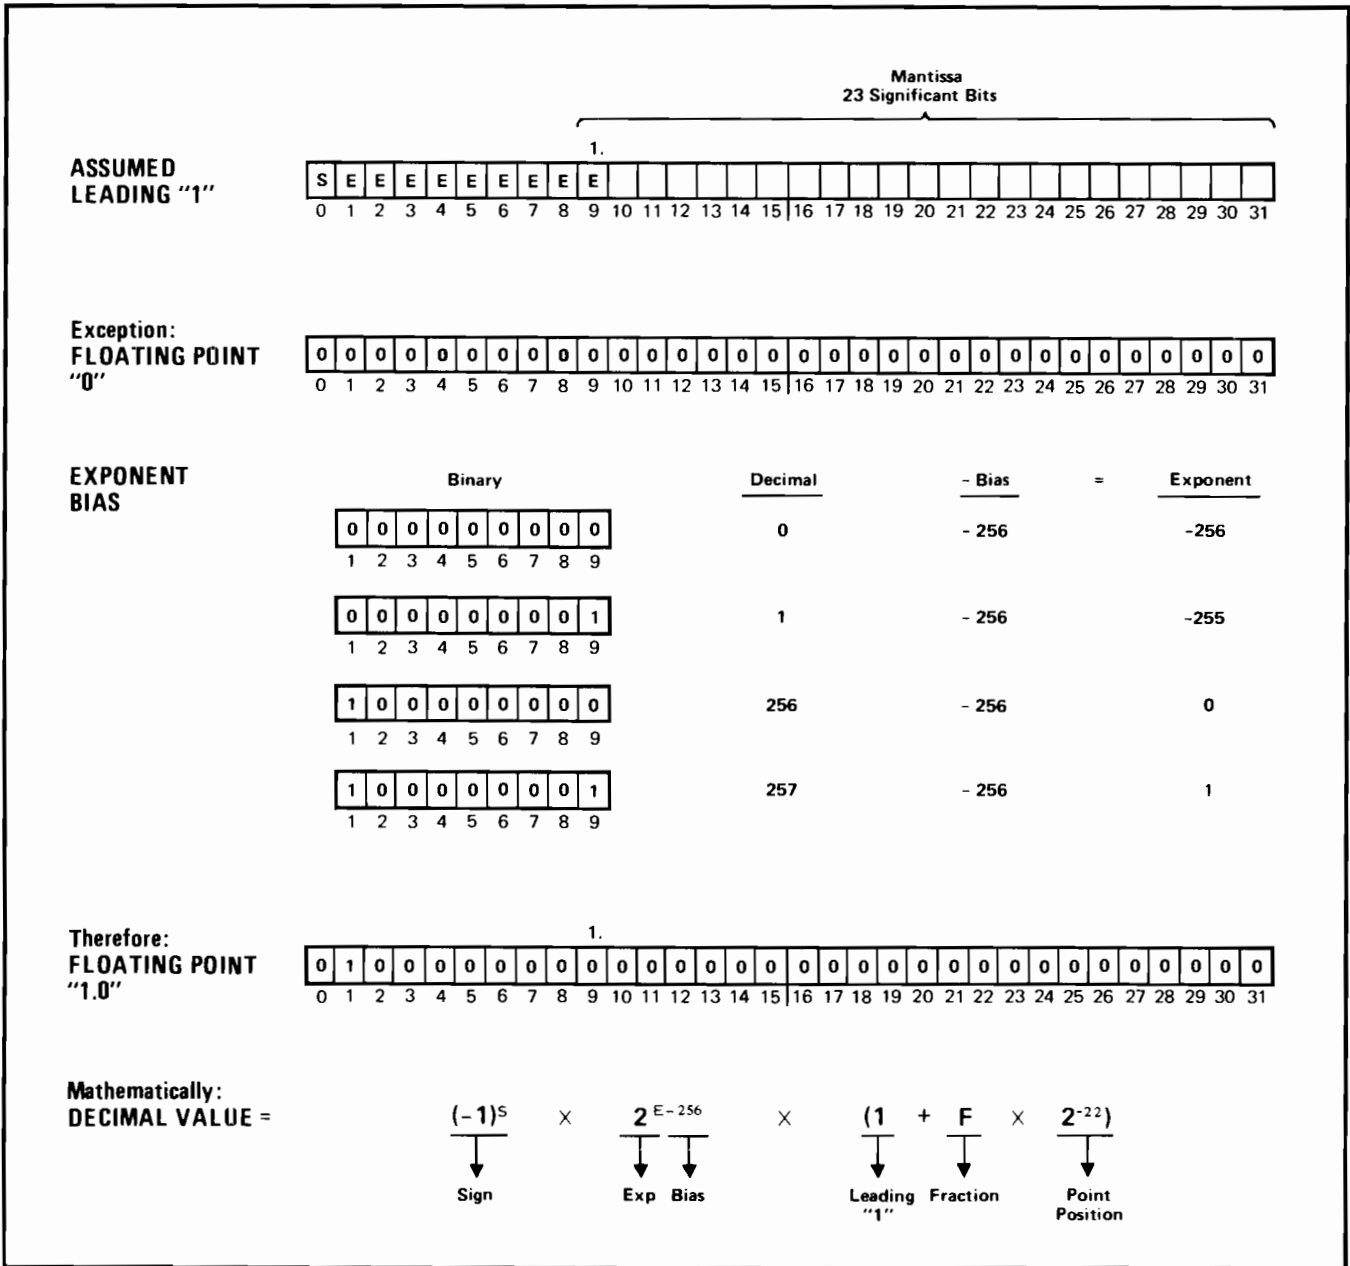 Mantissa
23 Significant Bits
1.
ASSUMED
LEADING "1"
S E E E E E E E E E
0 1 2 3 4 5 6 7 8 9 10 11 12 13 14 15 16 17 18 19 20 21 22 23 24 25 26 27 28 29 30 31
Exception:
FLOATING POINT
"0"
0 0 0 0 0 0 0 0 0 0 0 0 0 0 0 0 0 0 0 0 0 0 0 0 0 0 0 0 0 0 0 0
0 1 2 3 4 5 6 7 8 9 10 11 12 13 14 15 16 17 18 19 20 21 22 23 24 25 26 27 28 29 30 31
EXPONENT
BIAS
Binary Decimal - Bias = Exponent
0 0 0 0 0 0 0 0 0 0 - 256 -256
1 2 3 4 5 6 7 8 9
0 0 0 0 0 0 0 0 1 1 - 256 -255
1 2 3 4 5 6 7 8 9
1 0 0 0 0 0 0 0 0 256 - 256 0
1 2 3 4 5 6 7 8 9
1 0 0 0 0 0 0 0 1 257 - 256 1
1 2 3 4 5 6 7 8 9
Therefore:
FLOATING POINT
"1.0"
1.
0 1 0 0 0 0 0 0 0 0 0 0 0 0 0 0 0 0 0 0 0 0 0 0 0 0 0 0 0 0 0 0
0 1 2 3 4 5 6 7 8 9 10 11 12 13 14 15 16 17 18 19 20 21 22 23 24 25 26 27 28 29 30 31
Mathematically:
DECIMAL VALUE = (-1)^S × 2^E-256 × (1 + F × 2^-22)
Sign Exp Bias Leading Fraction Point
"1" Position